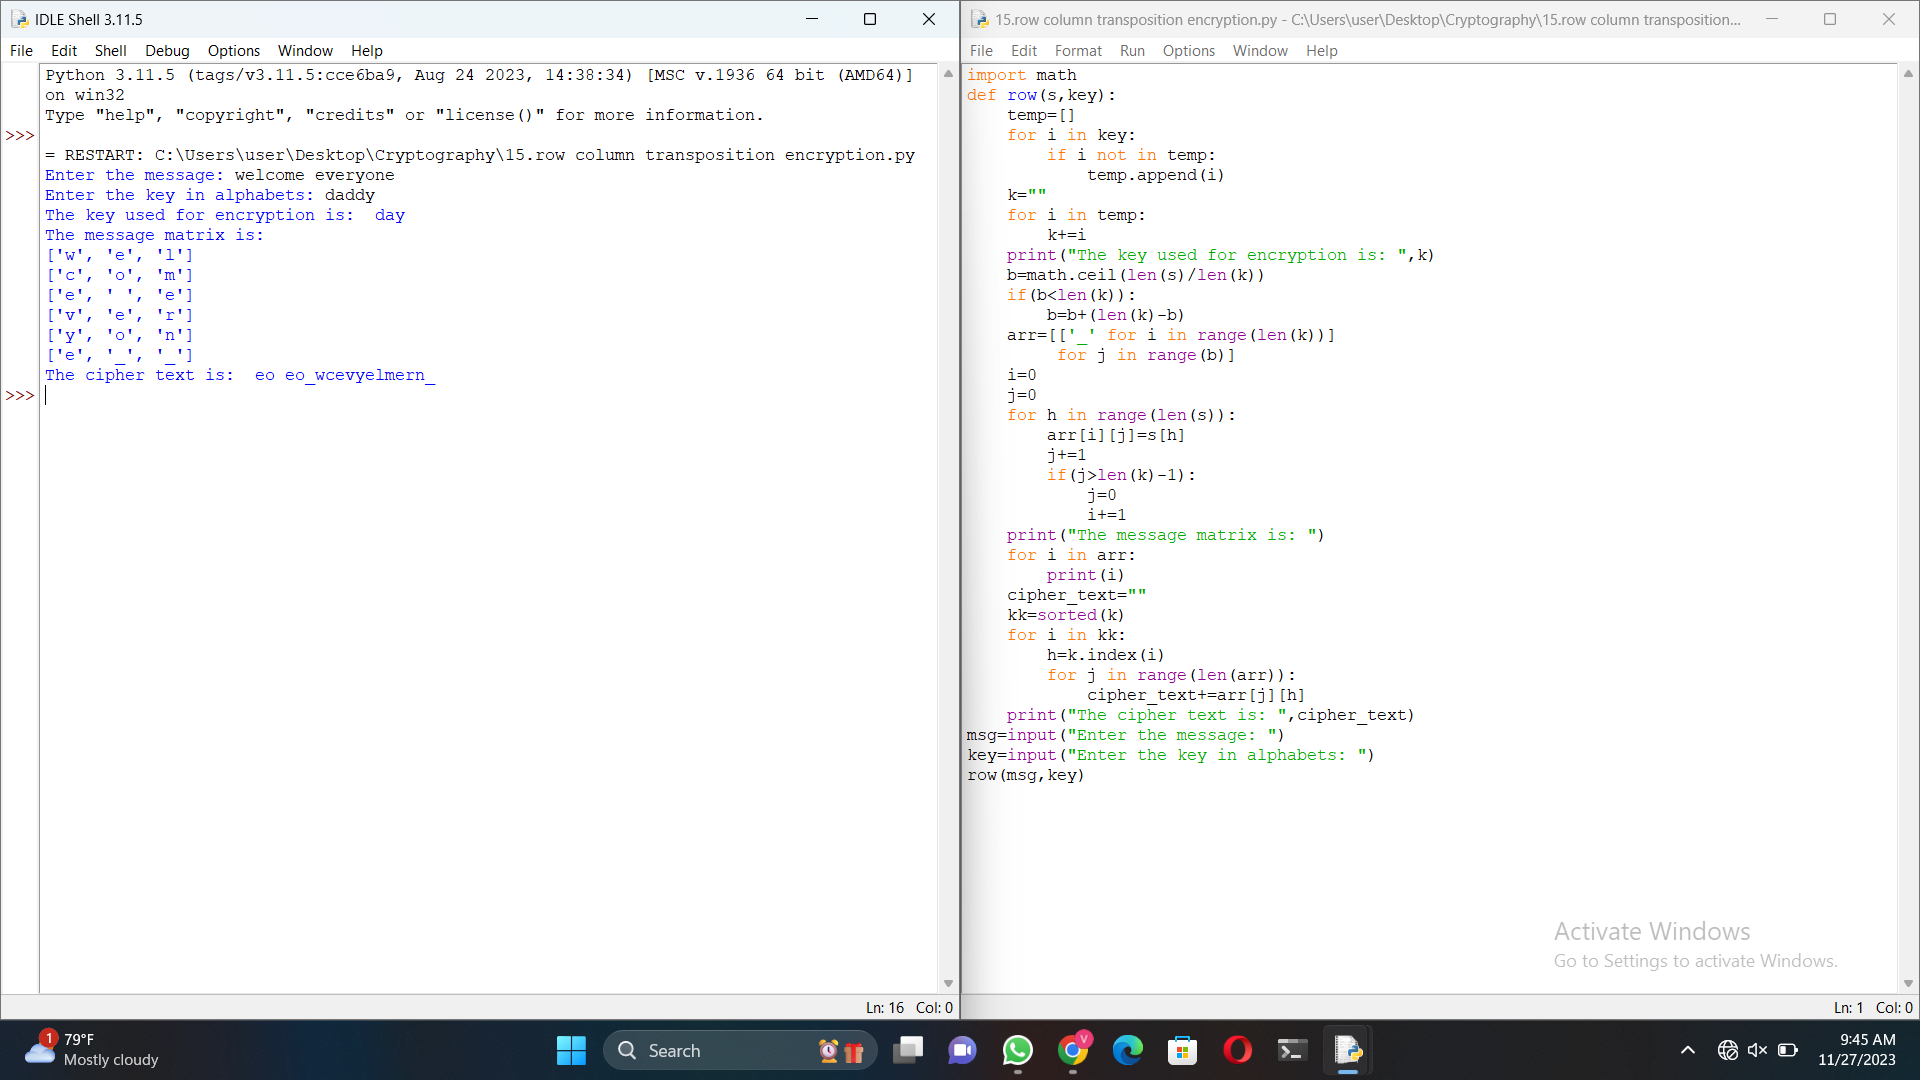 IDLE Shell 3.11.5
File Edit Shell Debug Options Window Help
Python 3.11.5 (tags/v3.11.5:cce6ba9, Aug 24 2023, 14:38:34) [MSC v.1936 64 bit (AMD64)]
on win32
Type "help", "copyright", "credits" or "license()" for more information.
>>>
= RESTART: C:\Users\user\Desktop\Cryptography\15.row column transposition encryption.py
Enter the message: welcome everyone
Enter the key in alphabets: daddy
The key used for encryption is:  day
The message matrix is:
['w', 'e', 'l']
['c', 'o', 'm']
['e', ' ', 'e']
['v', 'e', 'r']
['y', 'o', 'n']
['e', '_', '_']
The cipher text is:  eo eo_wcevyelmern_
>>>
Ln: 16 Col: 0
15.row column transposition encryption.py - C:\Users\user\Desktop\Cryptography\15.row column transposition...
File Edit Format Run Options Window Help
import math
def row(s,key):
    temp=[]
    for i in key:
        if i not in temp:
            temp.append(i)
    k=""
    for i in temp:
        k+=i
    print("The key used for encryption is: ",k)
    b=math.ceil(len(s)/len(k))
    if(b<len(k)):
        b=b+(len(k)-b)
    arr=[['_' for i in range(len(k))]
         for j in range(b)]
    i=0
    j=0
    for h in range(len(s)):
        arr[i][j]=s[h]
        j+=1
        if(j>len(k)-1):
            j=0
            i+=1
    print("The message matrix is: ")
    for i in arr:
        print(i)
    cipher_text=""
    kk=sorted(k)
    for i in kk:
        h=k.index(i)
        for j in range(len(arr)):
            cipher_text+=arr[j][h]
    print("The cipher text is: ",cipher_text)
msg=input("Enter the message: ")
key=input("Enter the key in alphabets: ")
row(msg,key)
Activate Windows
Go to Settings to activate Windows.
Ln: 1 Col: 0
1
79°F
Mostly cloudy
Search
V
9:45 AM
11/27/2023